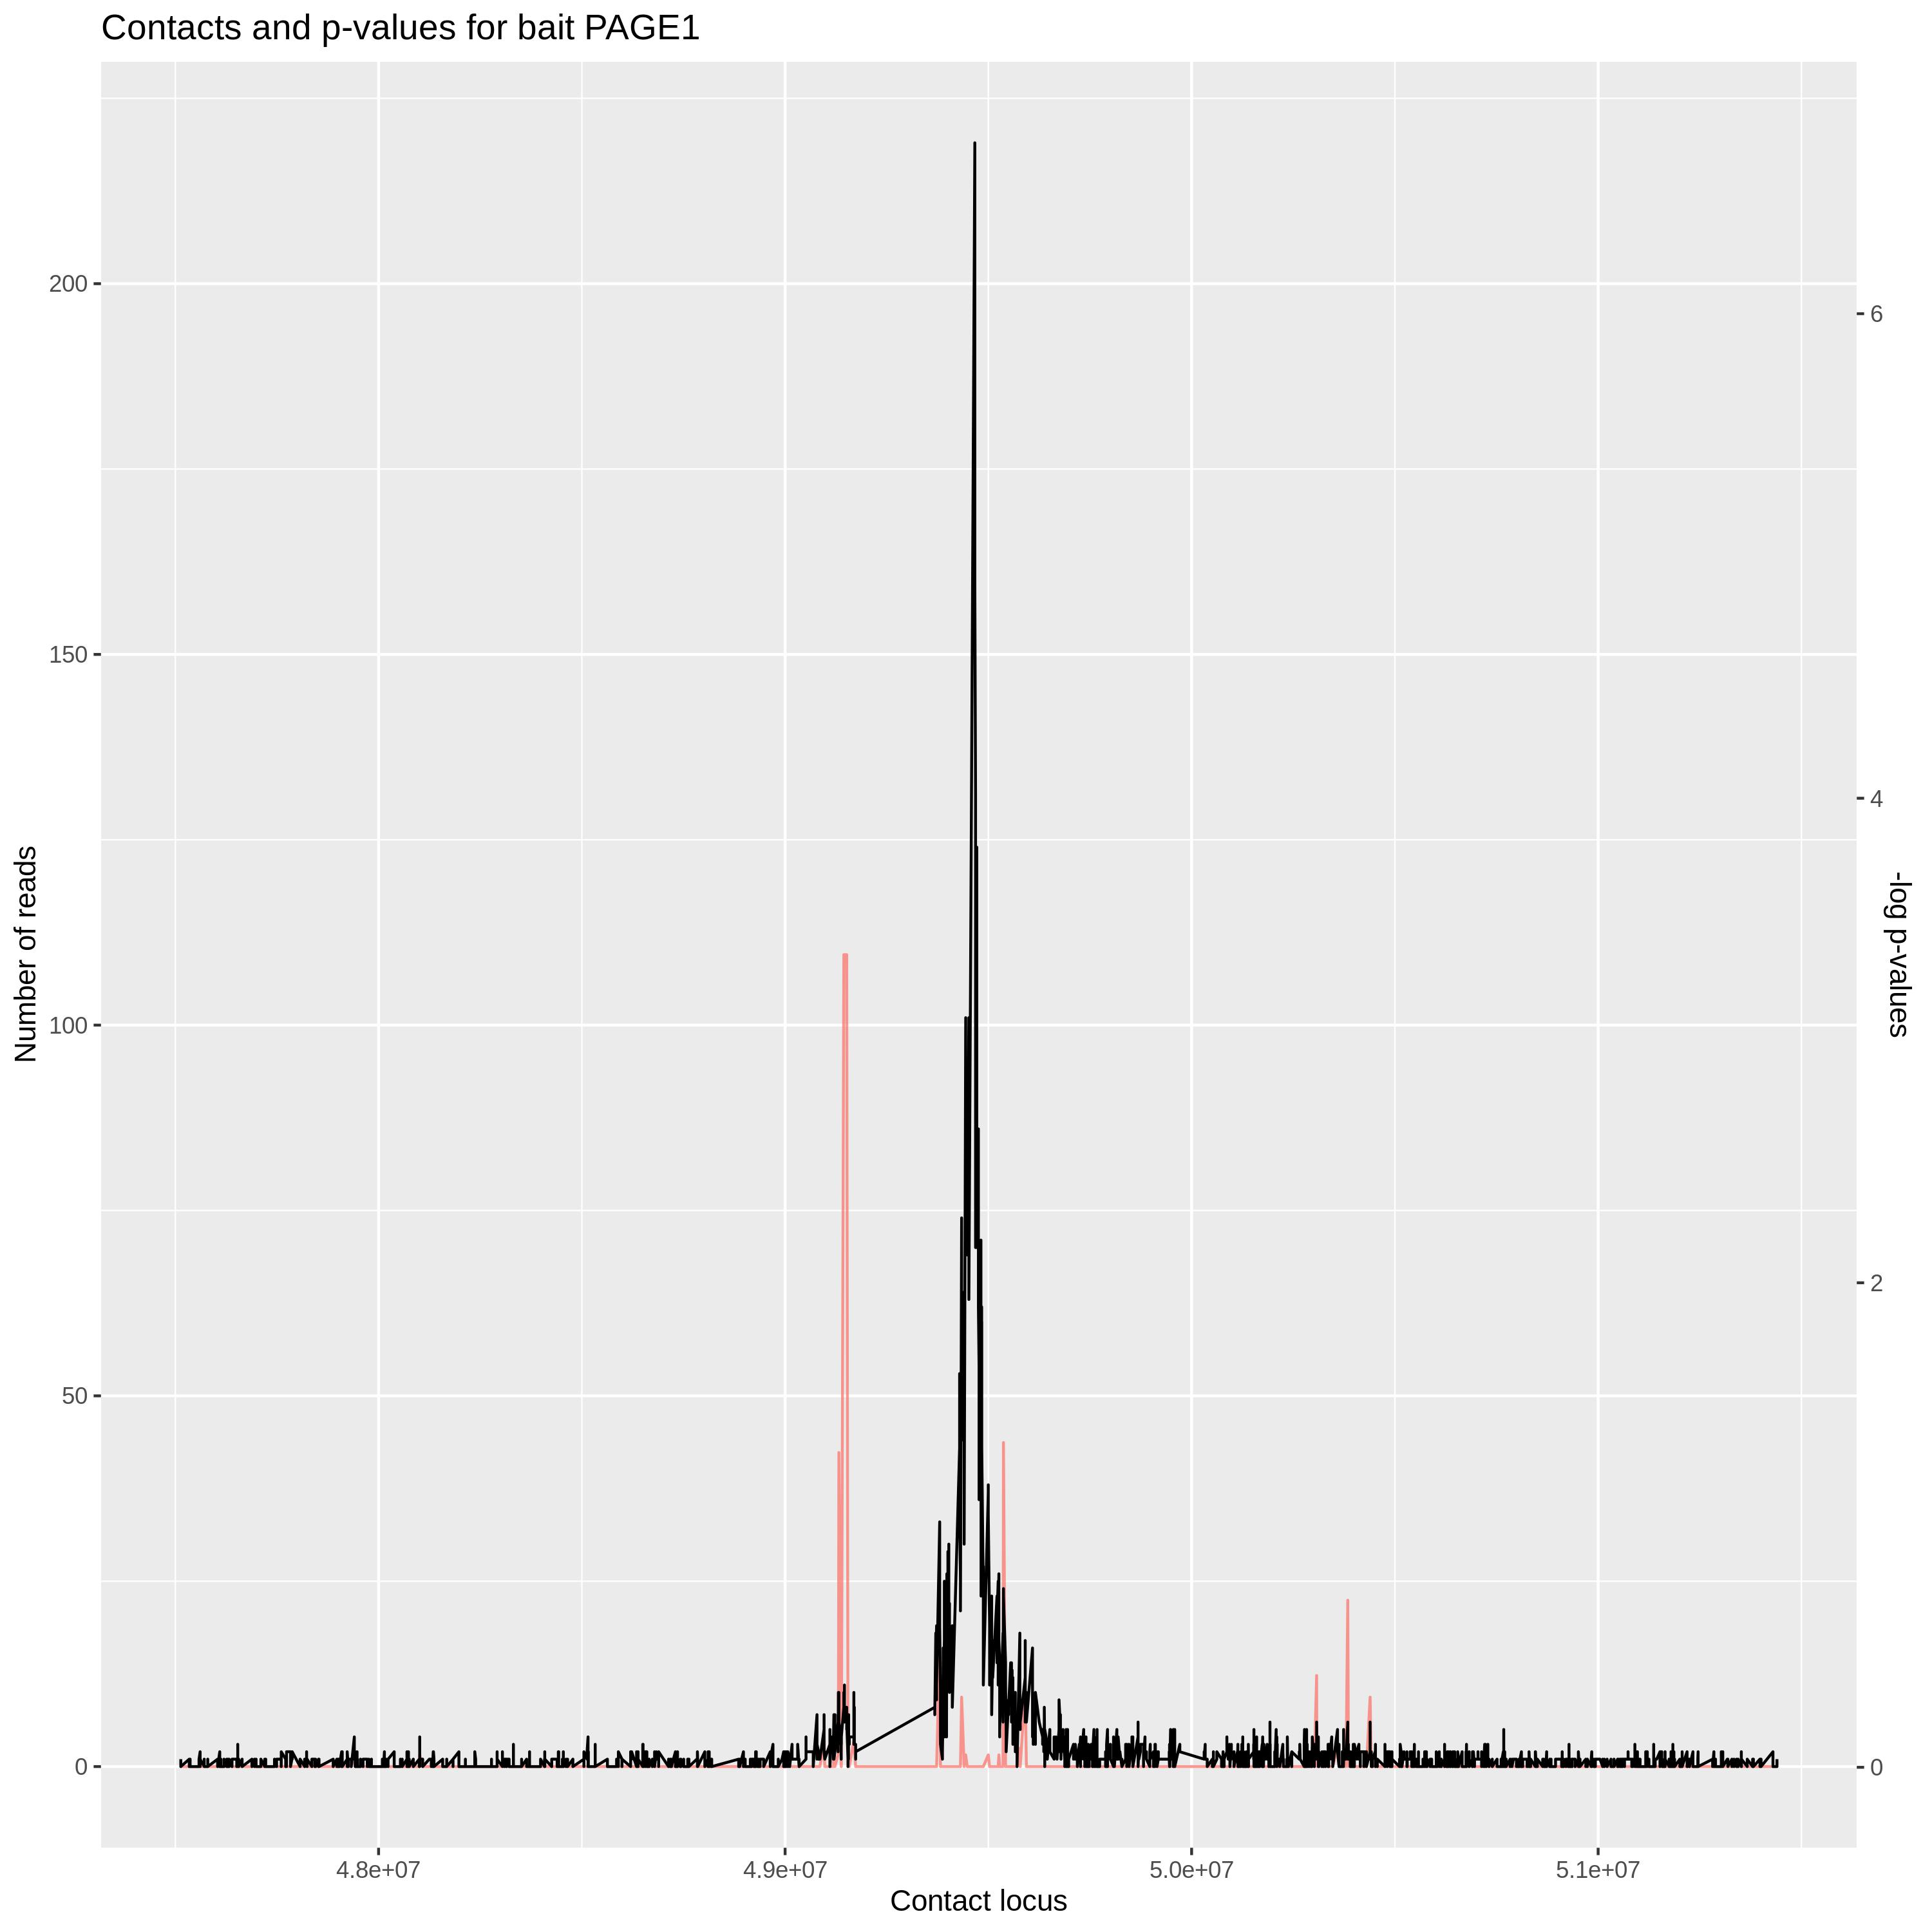 Contacts and p-values for bait PAGE1
200
150
100
50
0
Number of reads
6
4
2
0
-log p-values
4.8e+07
4.9e+07
5.0e+07
5.1e+07
Contact locus